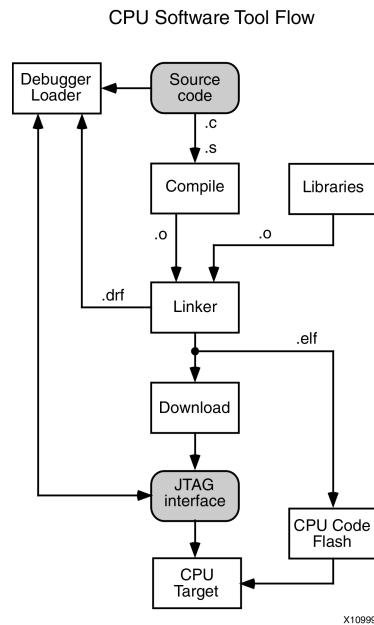 CPU Software Tool Flow
Debugger
Loader
Source
code
.c
.s
Compile
Libraries
.o
.o
.drf
Linker
.elf
Download
JTAG
interface
CPU Code
Flash
CPU
Target
X10999